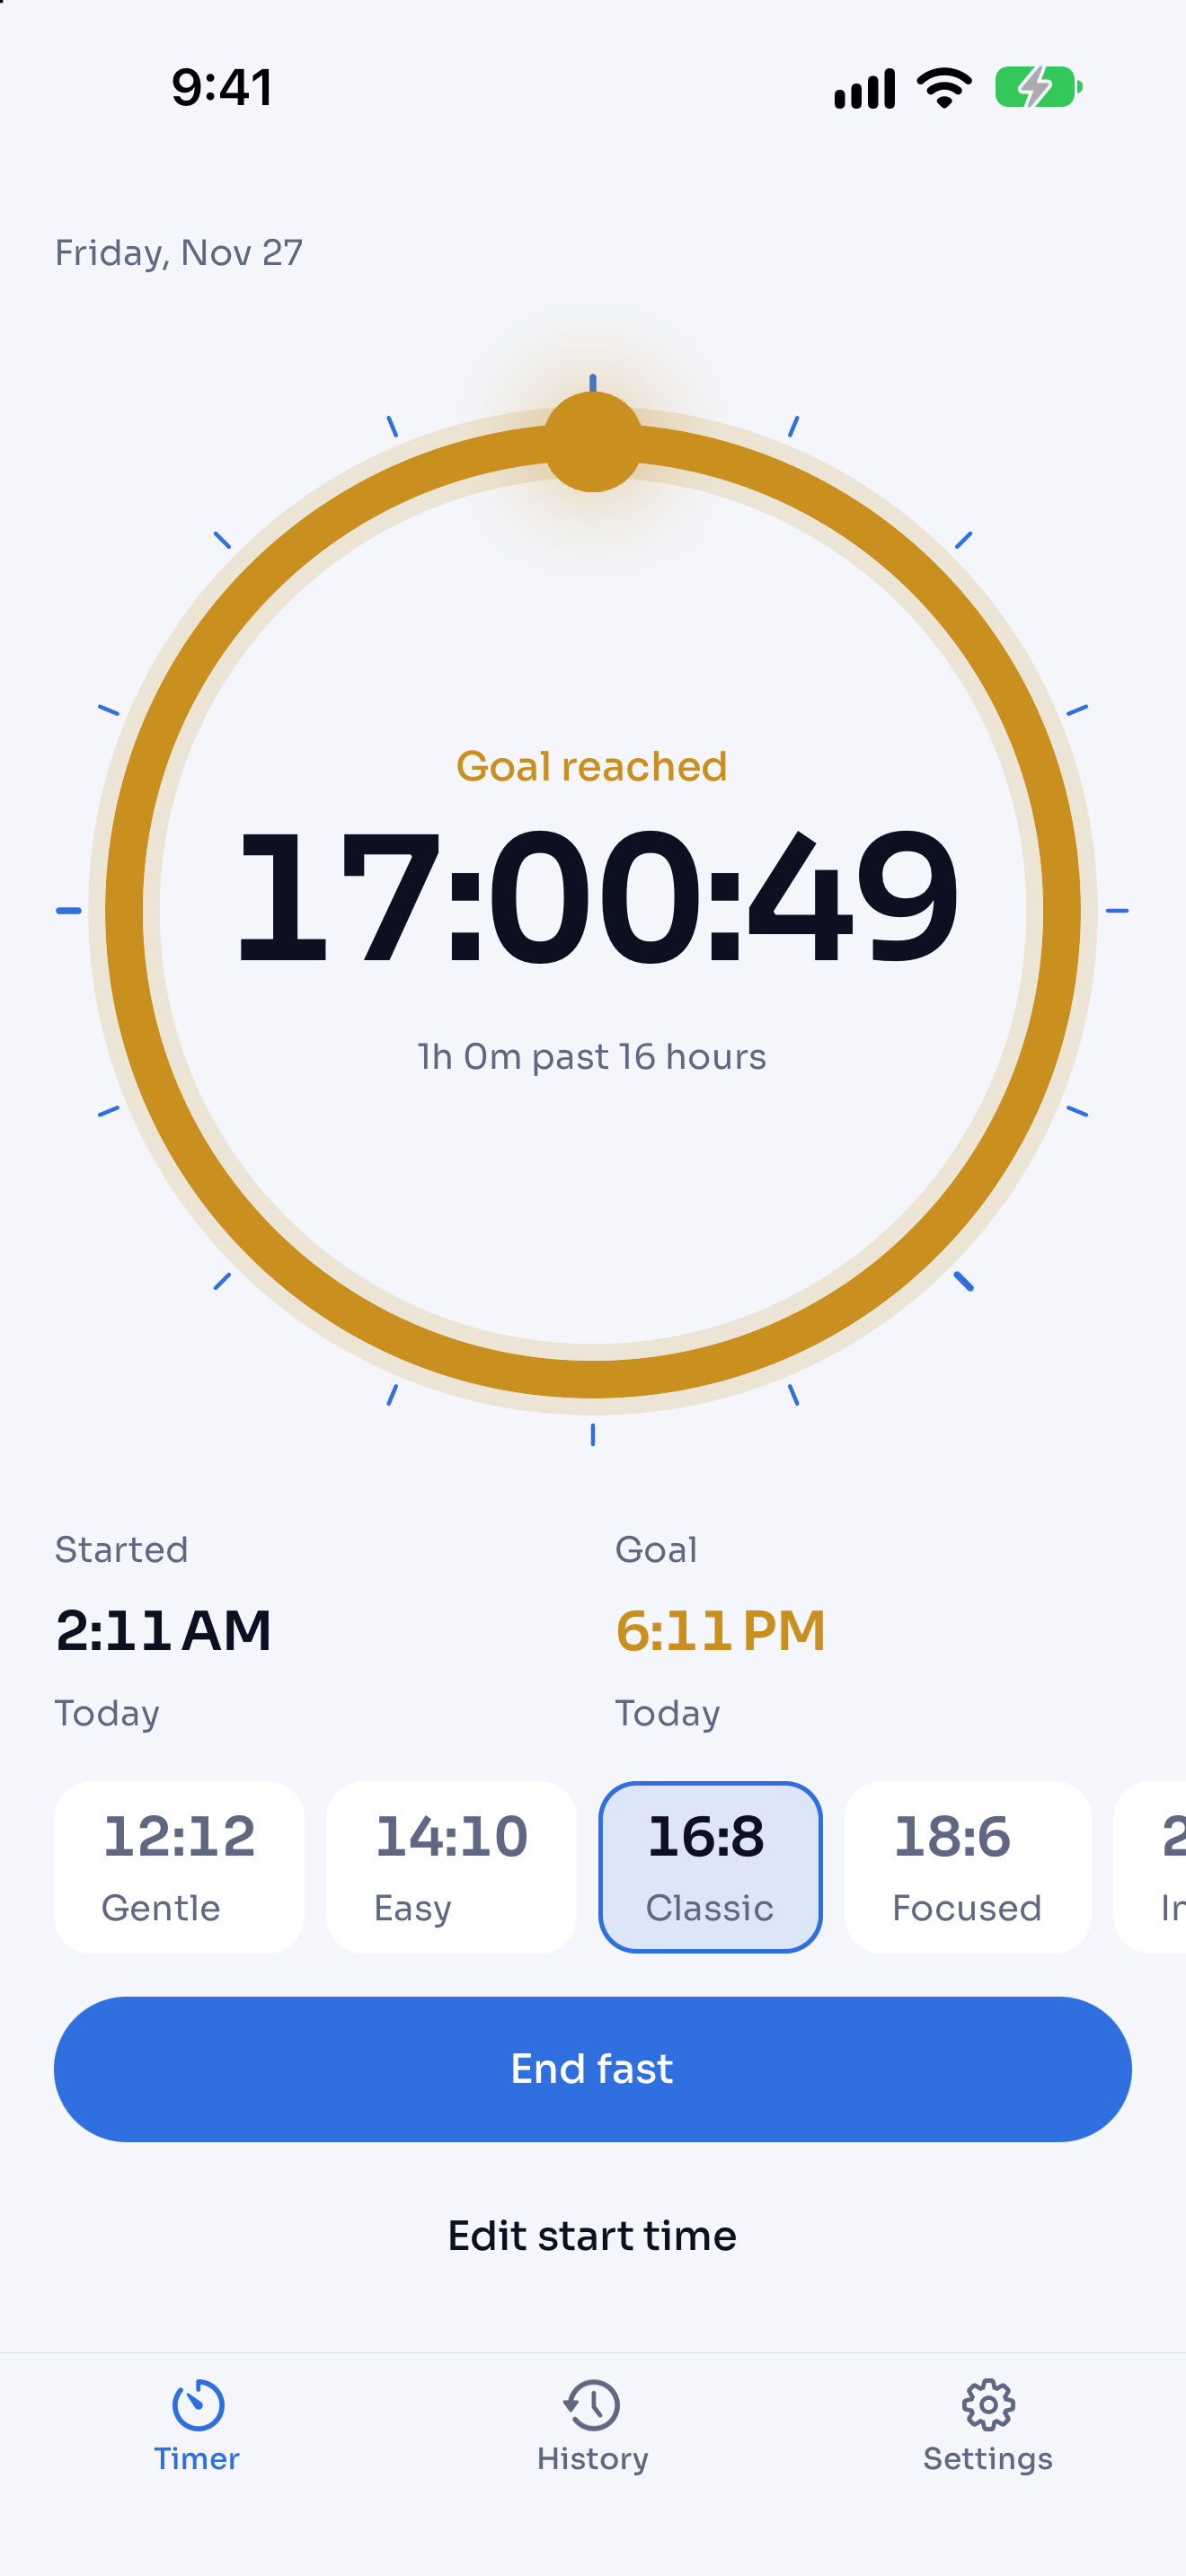 9:41
Friday, Nov 27
Goal reached
17:00:49
1h 0m past 16 hours
Started
Goal
2:11 AM
6:11 PM
Today
Today
12:12
14:10
16:8
18:6
Gentle
Easy
Classic
Focused
End fast
Edit start time
Timer
History
Settings